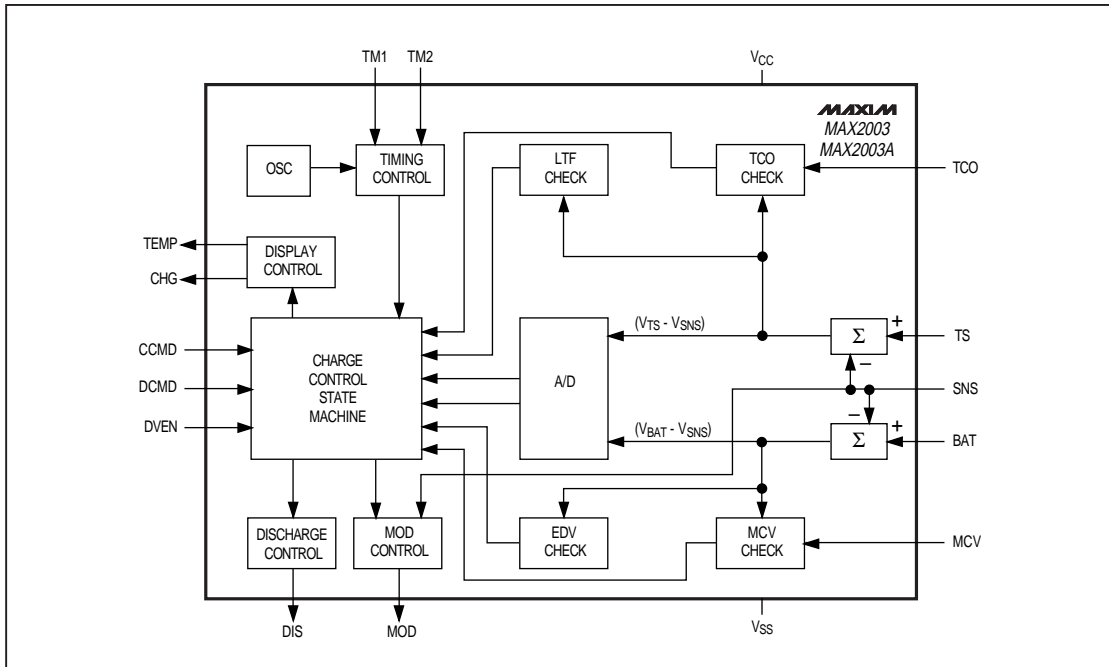 TM1 TM2 VCC
MAXIM
MAX2003
MAX2003A
OSC
TIMING
CONTROL
LTF
CHECK
TCO
CHECK
TCO
TEMP
CHG
DISPLAY
CONTROL
CCMD
DCMD
DVEN
CHARGE
CONTROL
STATE
MACHINE
A/D
(VTS - VSNS)
(VBAT - VSNS)
Σ
+
−
TS
SNS
−
+
Σ
BAT
DISCHARGE
CONTROL
MOD
CONTROL
EDV
CHECK
MCV
CHECK
MCV
DIS MOD VSS